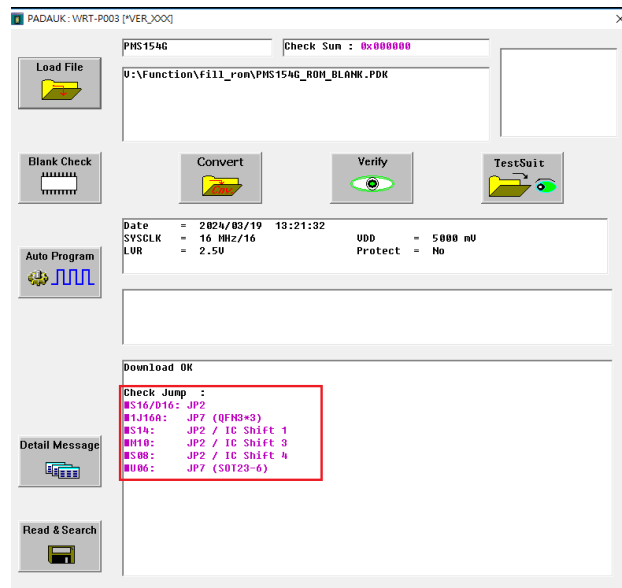 PADAUK : WRT-P003 [*VER_XXX]
PMS154G
Check Sum : 0x000000
Load File
V:\Function\fill_rom\PMS154G_ROM_BLANK.PDK
Blank Check
Convert
Cnv.
Verify
TestSuit
Date = 2024/03/19 13:21:32
SYSCLK = 16 MHz/16 VDD = 5000 mV
LVR = 2.5V Protect = No
Auto Program
Download OK
Check Jump :
■S16/D16: JP2
■1J16A: JP7 (QFN3*3)
■S14: JP2 / IC Shift 1
■M10: JP2 / IC Shift 3
■S08: JP2 / IC Shift 4
■U06: JP7 (SOT23-6)
Detail Message
Read & Search